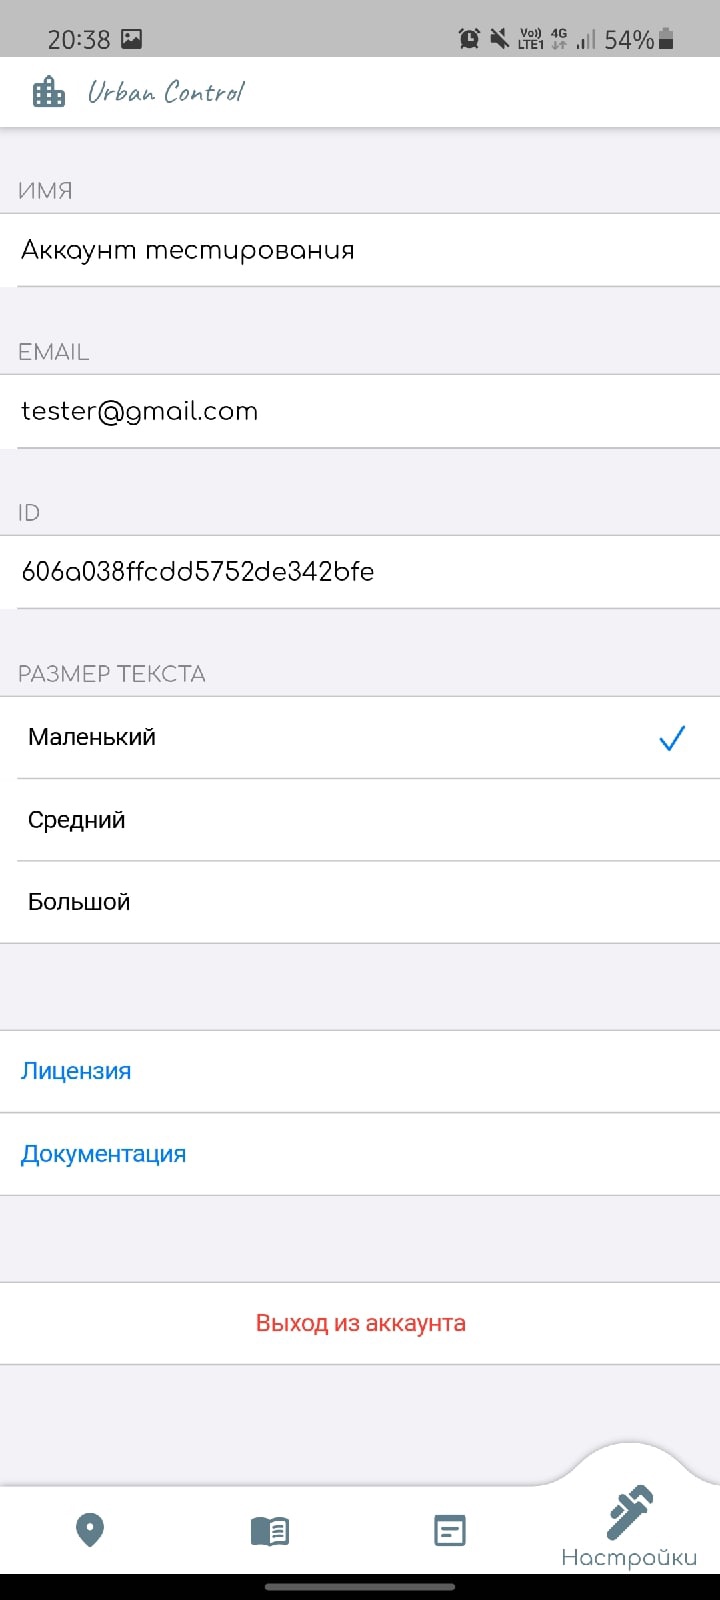 20:38
Vo)) LTE1 4G 54%
Urban Control
ИМЯ
Аккаунт тестирования
EMAIL
tester@gmail.com
ID
606a038ffcdd5752de342bfe
РАЗМЕР ТЕКСТА
Маленький
Средний
Большой
Лицензия
Документация
Выход из аккаунта
Настройки